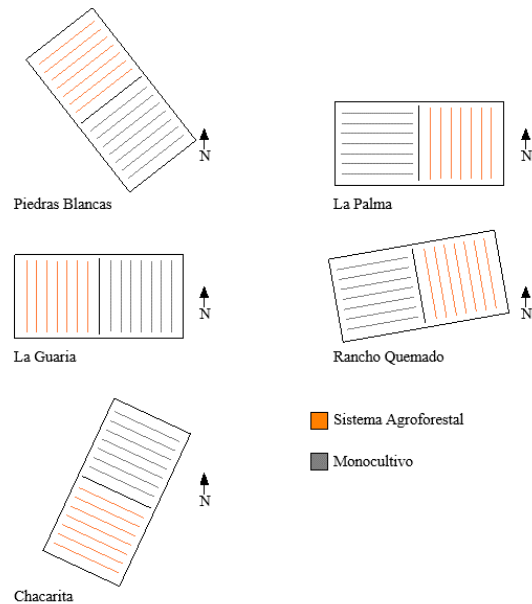 N
Piedras Blancas
N
La Palma
N
La Guaria
N
Rancho Quemado
Sistema Agroforestal
Monocultivo
N
Chacarita